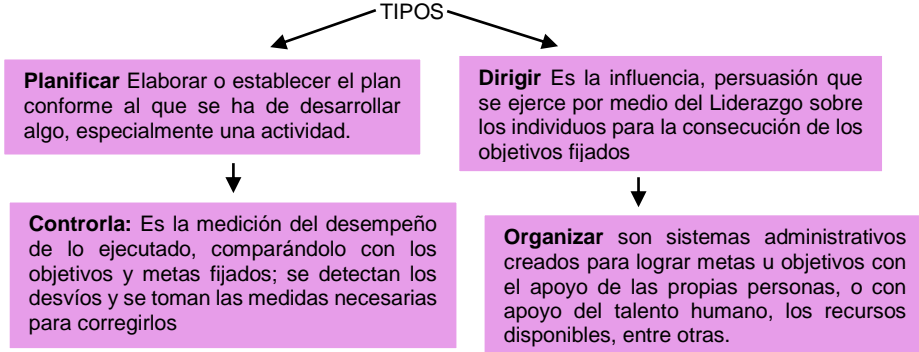 TIPOS
Planificar Elaborar o establecer el plan
conforme al que se ha de desarrollar
algo, especialmente una actividad.
Dirigir Es la influencia, persuasión que
se ejerce por medio del Liderazgo sobre
los individuos para la consecución de los
objetivos fijados
Controrla: Es la medición del desempeño
de lo ejecutado, comparándolo con los
objetivos y metas fijados; se detectan los
desvíos y se toman las medidas necesarias
para corregirlos
Organizar son sistemas administrativos
creados para lograr metas u objetivos con
el apoyo de las propias personas, o con
apoyo del talento humano, los recursos
disponibles, entre otras.